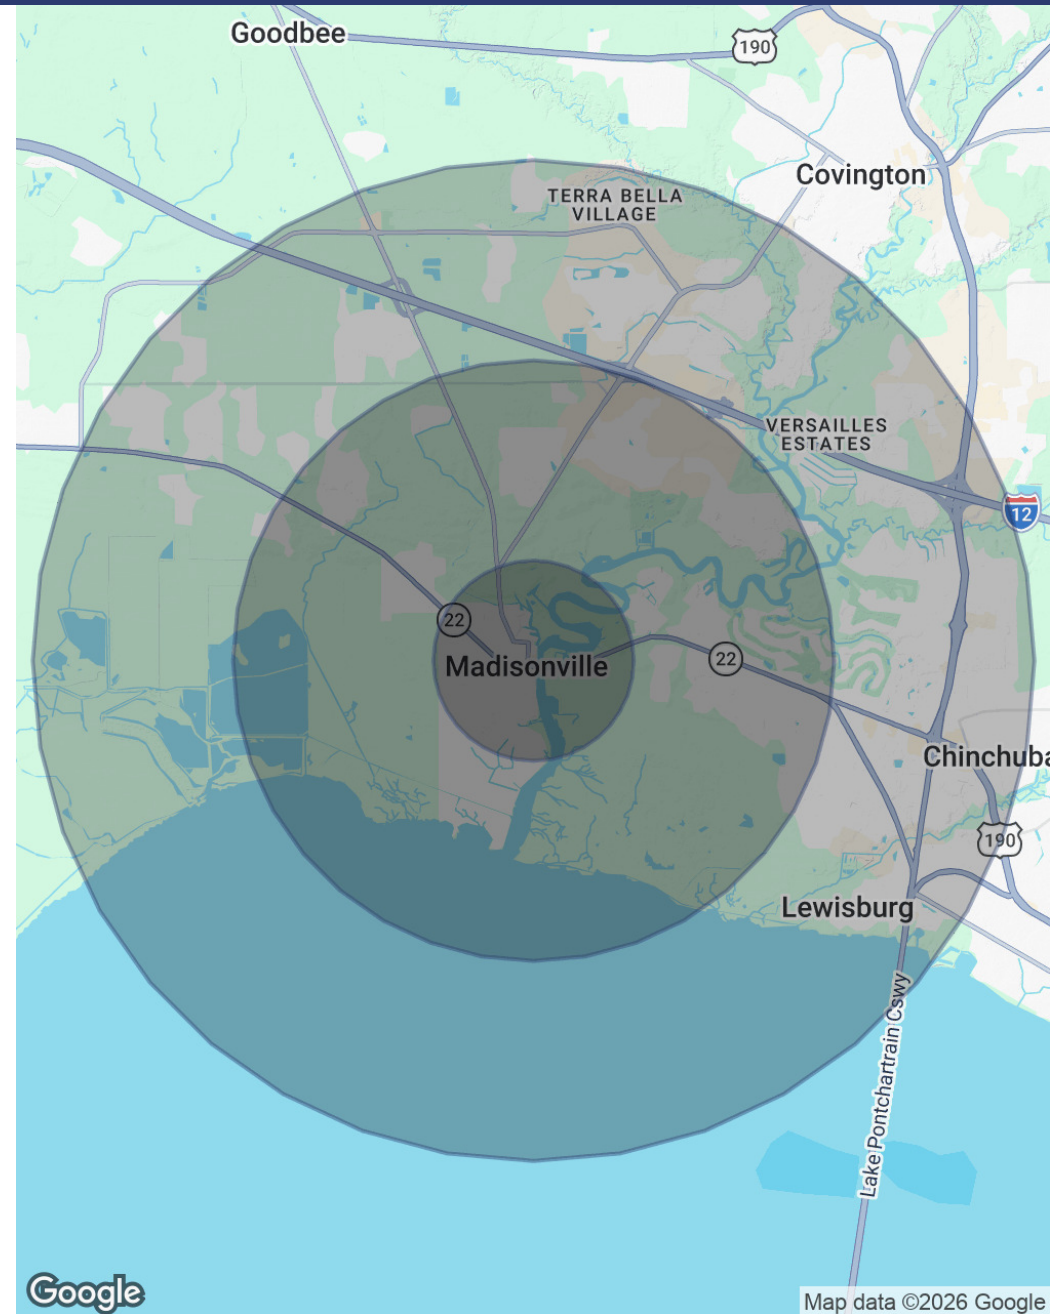 Goodbee
190
Covington
TERRA BELLA
VILLAGE
VERSAILLES
ESTATES
12
22
22
Madisonville
Chinchuba
190
Lewisburg
Lake Pontchartrain Cswy
Google
Map data ©2026 Google